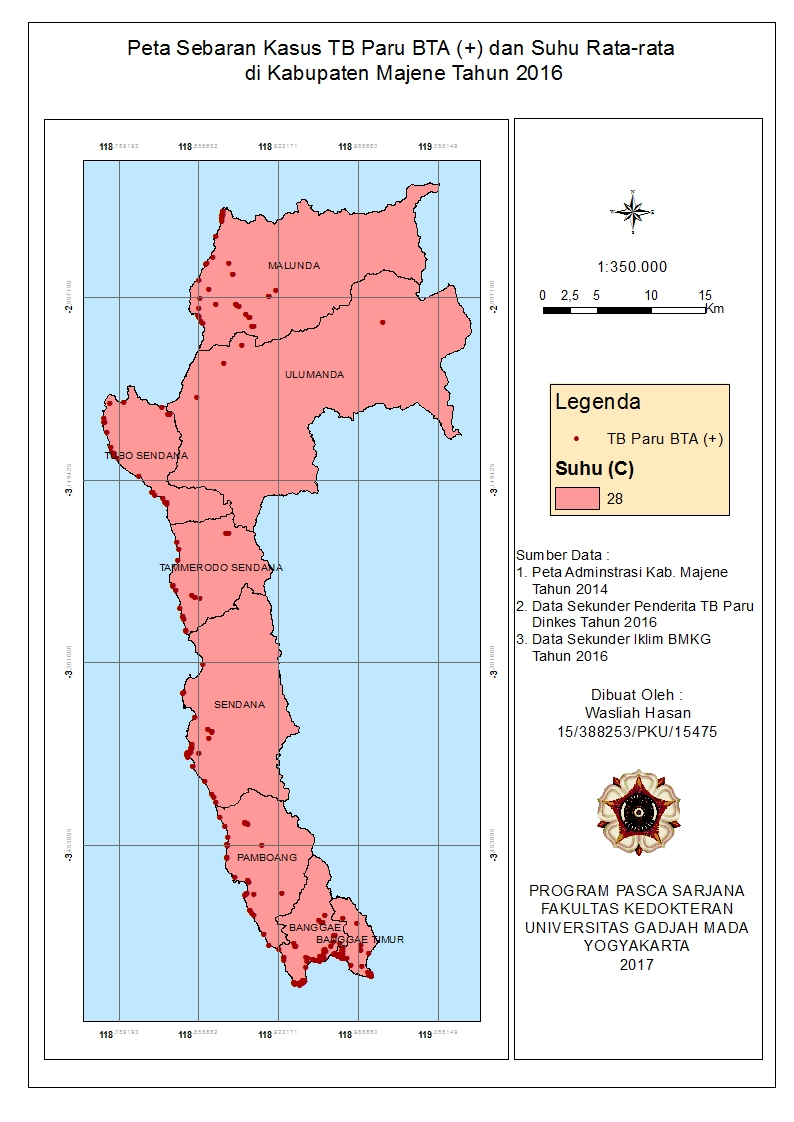 Peta Sebaran Kasus TB Paru BTA (+) dan Suhu Rata-rata
di Kabupaten Majene Tahun 2016
MALUNDA
ULUMANDA
TUBO SENDANA
TAMMERODO SENDANA
SENDANA
PAMBOANG
BANGGAE
BANGGAE TIMUR
1:350.000
0 2,5 5 10 15
Km
Legenda
TB Paru BTA (+)
Suhu (C)
28
Sumber Data :
1. Peta Adminstrasi Kab. Majene
Tahun 2014
2. Data Sekunder Penderita TB Paru
Dinkes Tahun 2016
3. Data Sekunder Iklim BMKG
Tahun 2016
Dibuat Oleh :
Wasliah Hasan
15/388253/PKU/15475
PROGRAM PASCA SARJANA
FAKULTAS KEDOKTERAN
UNIVERSITAS GADJAH MADA
YOGYAKARTA
2017